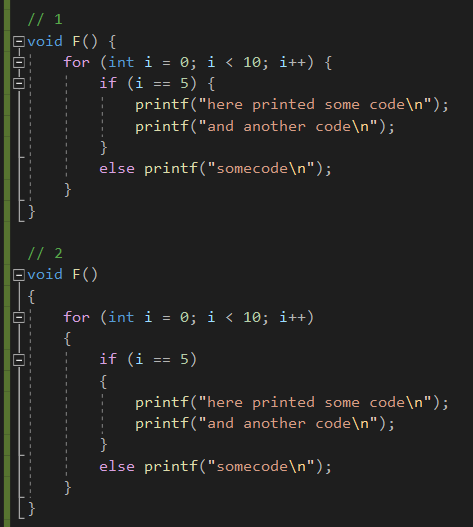 // 1
void F() {
    for (int i = 0; i < 10; i++) {
        if (i == 5) {
            printf("here printed some code\n");
            printf("and another code\n");
        }
        else printf("somecode\n");
    }
}
// 2
void F()
{
    for (int i = 0; i < 10; i++)
    {
        if (i == 5)
        {
            printf("here printed some code\n");
            printf("and another code\n");
        }
        else printf("somecode\n");
    }
}